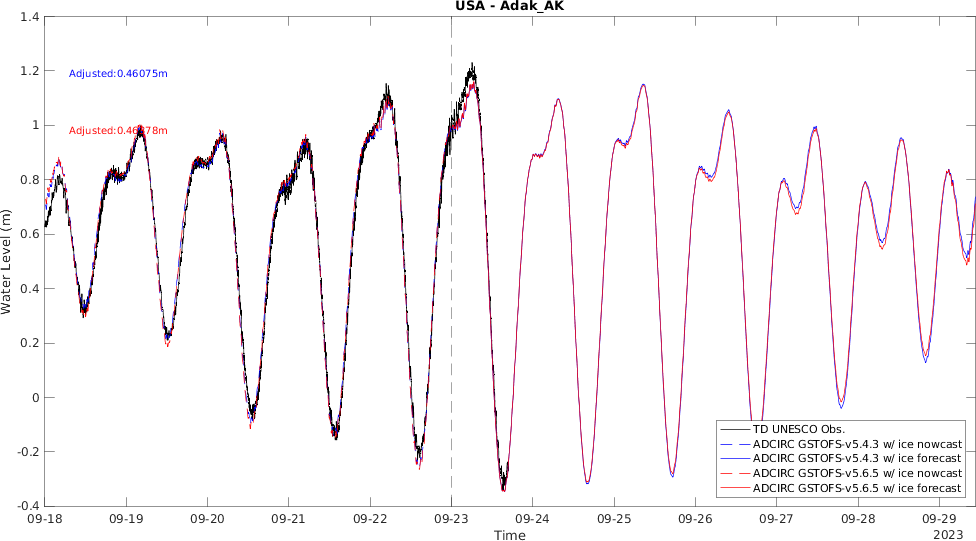 USA - Adak_AK
1.4
1.2
1
0.8
0.6
0.4
0.2
0
-0.2
-0.4
Water Level (m)
Adjusted:0.46075m
TD UNESCO Obs.
ADCIRC GSTOFS-v5.4.3 w/ ice nowcast
ADCIRC GSTOFS-v5.4.3 w/ ice forecast
ADCIRC GSTOFS-v5.6.5 w/ ice nowcast
ADCIRC GSTOFS-v5.6.5 w/ ice forecast
09-18 09-19 09-20 09-21 09-22 09-23 09-24 09-25 09-26 09-27 09-28 09-29
2023
Time